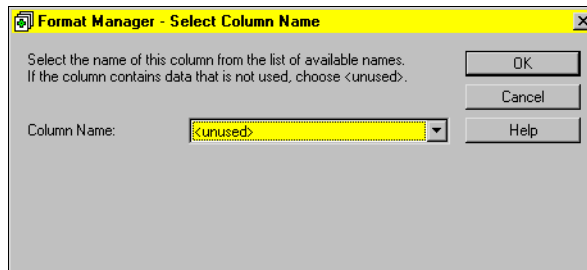 Format Manager - Select Column Name
Select the name of this column from the list of available names.
If the column contains data that is not used, choose <unused>.
OK
Cancel
Column Name:
<unused>
Help